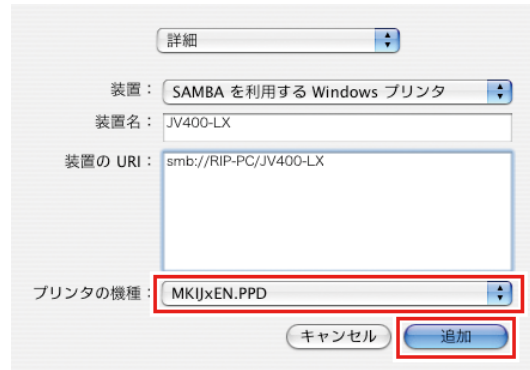 詳細
装置： SAMBA を利用する Windows プリンタ
装置名： JV400-LX
装置の URI： smb://RIP-PC/JV400-LX
プリンタの機種： MKIJxEN.PPD
キャンセル 追加